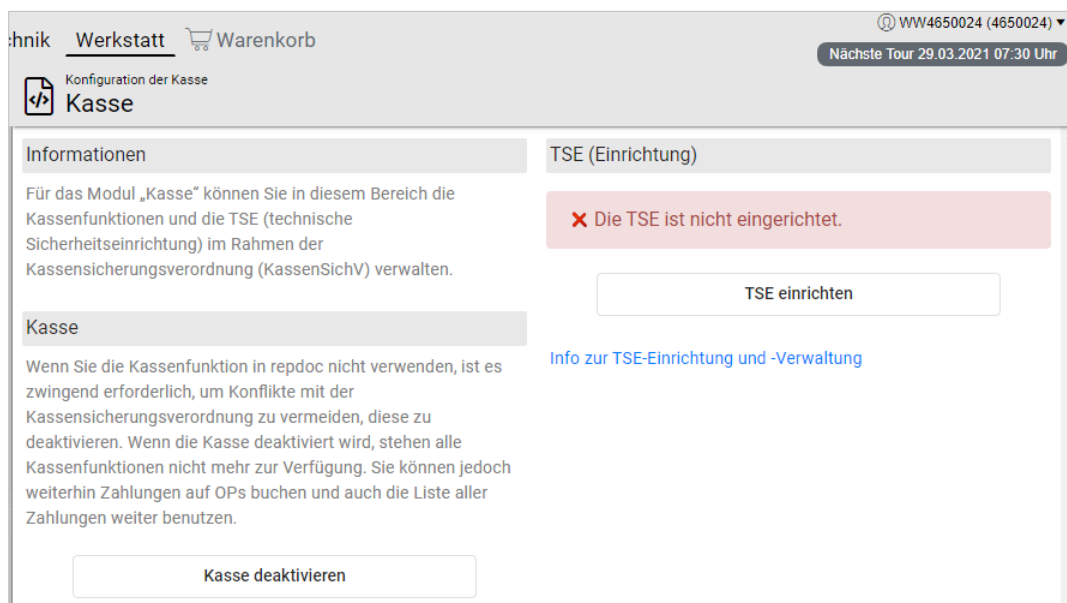 WW4650024 (4650024)
chnik Werkstatt Warenkorb
Nächste Tour 29.03.2021 07:30 Uhr
Konfiguration der Kasse
Kasse
Informationen
Für das Modul „Kasse“ können Sie in diesem Bereich die
Kassenfunktionen und die TSE (technische
Sicherheitseinrichtung) im Rahmen der
Kassensicherungsverordnung (KassenSichV) verwalten.
Kasse
Wenn Sie die Kassenfunktion in repdoc nicht verwenden, ist es
zwingend erforderlich, um Konflikte mit der
Kassensicherungsverordnung zu vermeiden, diese zu
deaktivieren. Wenn die Kasse deaktiviert wird, stehen alle
Kassenfunktionen nicht mehr zur Verfügung. Sie können jedoch
weiterhin Zahlungen auf OPs buchen und auch die Liste aller
Zahlungen weiter benutzen.
Kasse deaktivieren
TSE (Einrichtung)
Die TSE ist nicht eingerichtet.
TSE einrichten
Info zur TSE-Einrichtung und -Verwaltung